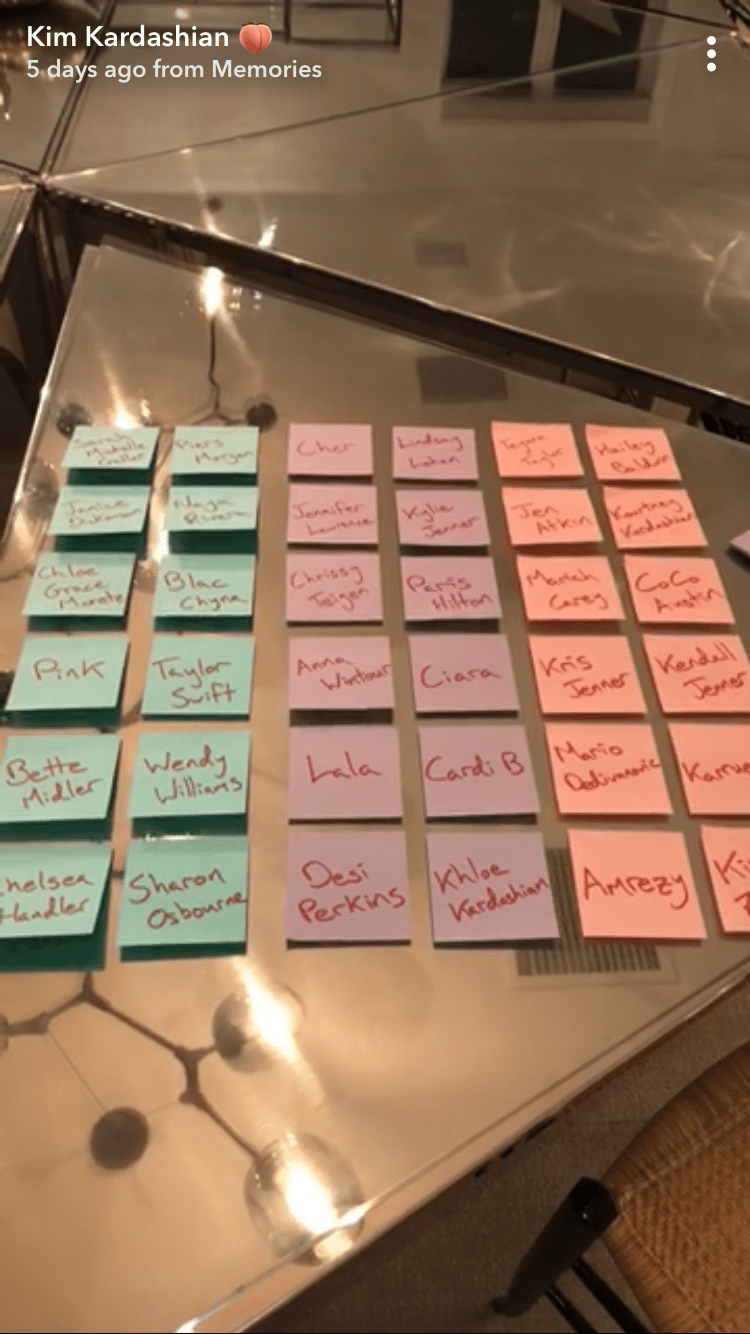 Kim Kardashian 🍑
5 days ago from Memories
Sarah
Michelle
Gellar
Piers
Morgan
Cher
Lindsay
Lohan
Teyana
Taylor
Hailey
Baldwin
Janice
Dickinson
Naya
Rivera
Jennifer
Lawrence
Kylie
Jenner
Jen
Atkin
Kourtney
Kardashian
Chloe
Grace
Moretz
Blac
Chyna
Chrissy
Teigen
Paris
Hilton
Mariah
Carey
CoCo
Austin
Pink
Taylor
Swift
Anna
Wintour
Ciara
Kris
Jenner
Kendall
Jenner
Bette
Midler
Wendy
Williams
Lala
Cardi B
Mario
Dedivanovic
Karrue
helsea
Handler
Sharon
Osbourne
Desi
Perkins
Khloe
Kardashian
Amrezy